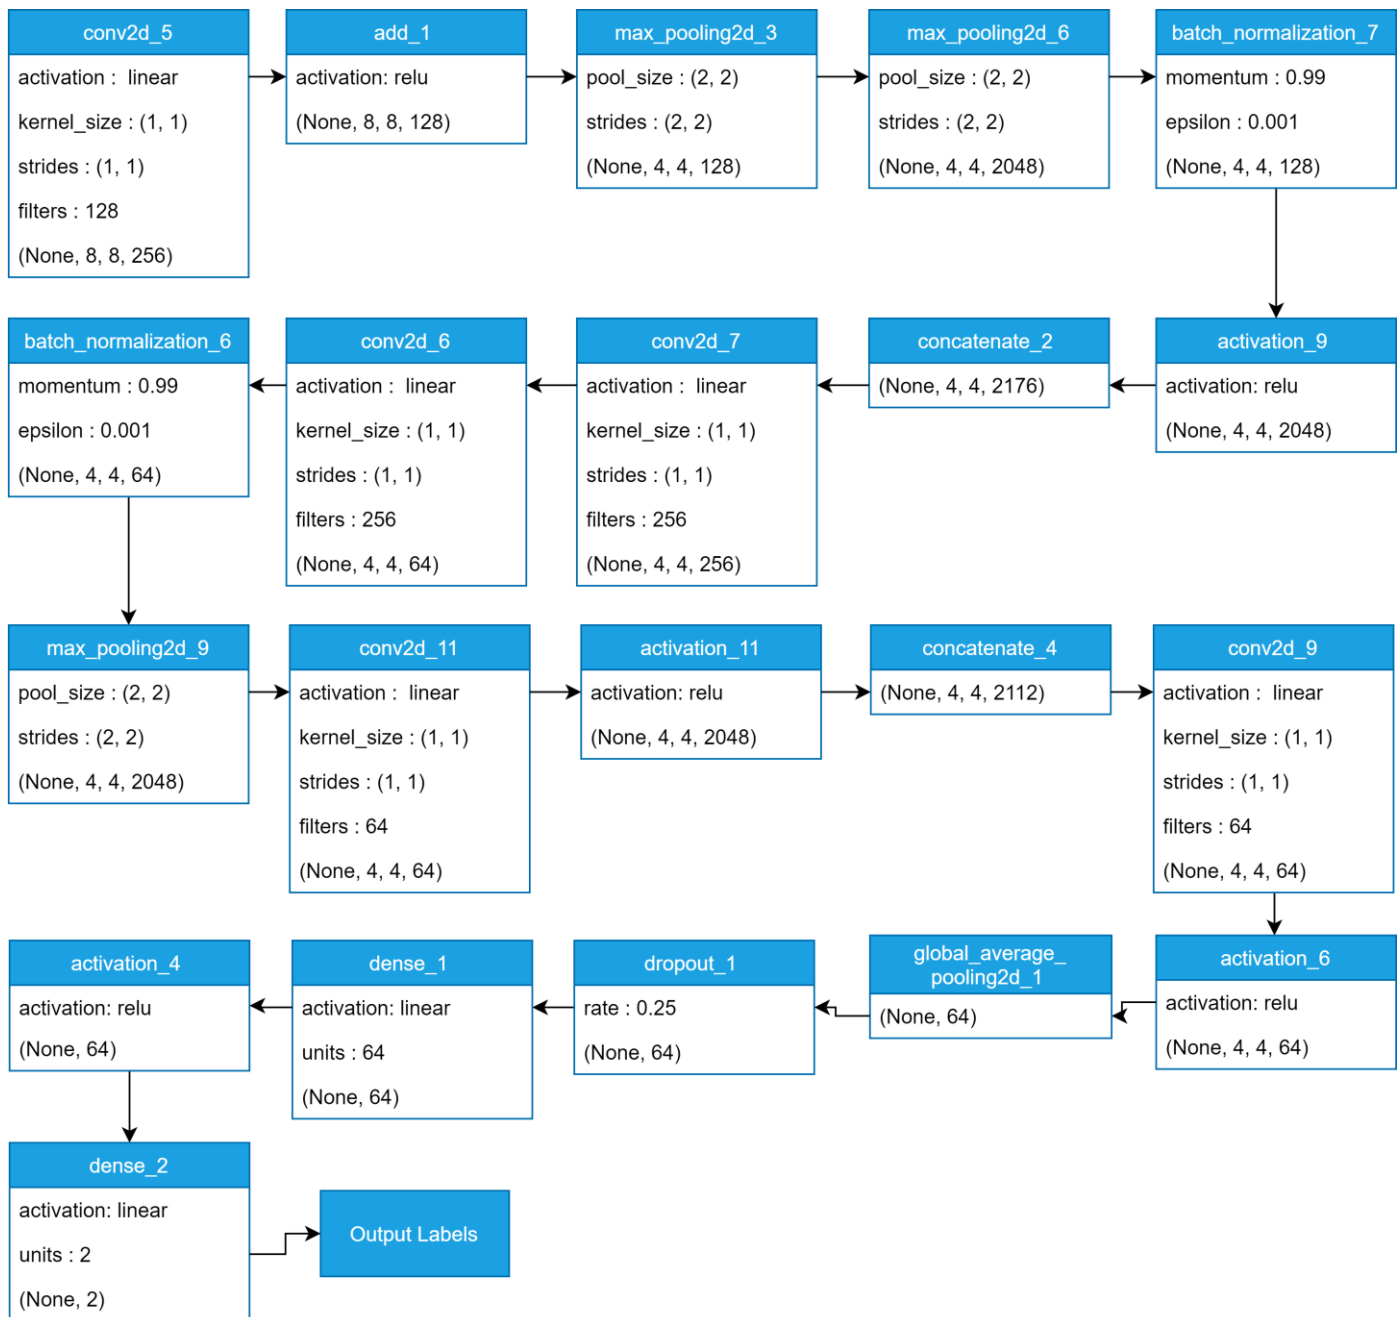 conv2d_5
activation :  linear
kernel_size : (1, 1)
strides : (1, 1)
filters : 128
(None, 8, 8, 256)
add_1
activation: relu
(None, 8, 8, 128)
max_pooling2d_3
pool_size : (2, 2)
strides : (2, 2)
(None, 4, 4, 128)
max_pooling2d_6
pool_size : (2, 2)
strides : (2, 2)
(None, 4, 4, 2048)
batch_normalization_7
momentum : 0.99
epsilon : 0.001
(None, 4, 4, 128)
activation_9
activation: relu
(None, 4, 4, 2048)
concatenate_2
(None, 4, 4, 2176)
conv2d_7
activation :  linear
kernel_size : (1, 1)
strides : (1, 1)
filters : 256
(None, 4, 4, 256)
conv2d_6
activation :  linear
kernel_size : (1, 1)
strides : (1, 1)
filters : 256
(None, 4, 4, 64)
batch_normalization_6
momentum : 0.99
epsilon : 0.001
(None, 4, 4, 64)
max_pooling2d_9
pool_size : (2, 2)
strides : (2, 2)
(None, 4, 4, 2048)
conv2d_11
activation :  linear
kernel_size : (1, 1)
strides : (1, 1)
filters : 64
(None, 4, 4, 64)
activation_11
activation: relu
(None, 4, 4, 2048)
concatenate_4
(None, 4, 4, 2112)
conv2d_9
activation :  linear
kernel_size : (1, 1)
strides : (1, 1)
filters : 64
(None, 4, 4, 64)
activation_6
activation: relu
(None, 4, 4, 64)
global_average_
pooling2d_1
(None, 64)
dropout_1
rate : 0.25
(None, 64)
dense_1
activation: linear
units : 64
(None, 64)
activation_4
activation: relu
(None, 64)
dense_2
activation: linear
units : 2
(None, 2)
Output Labels